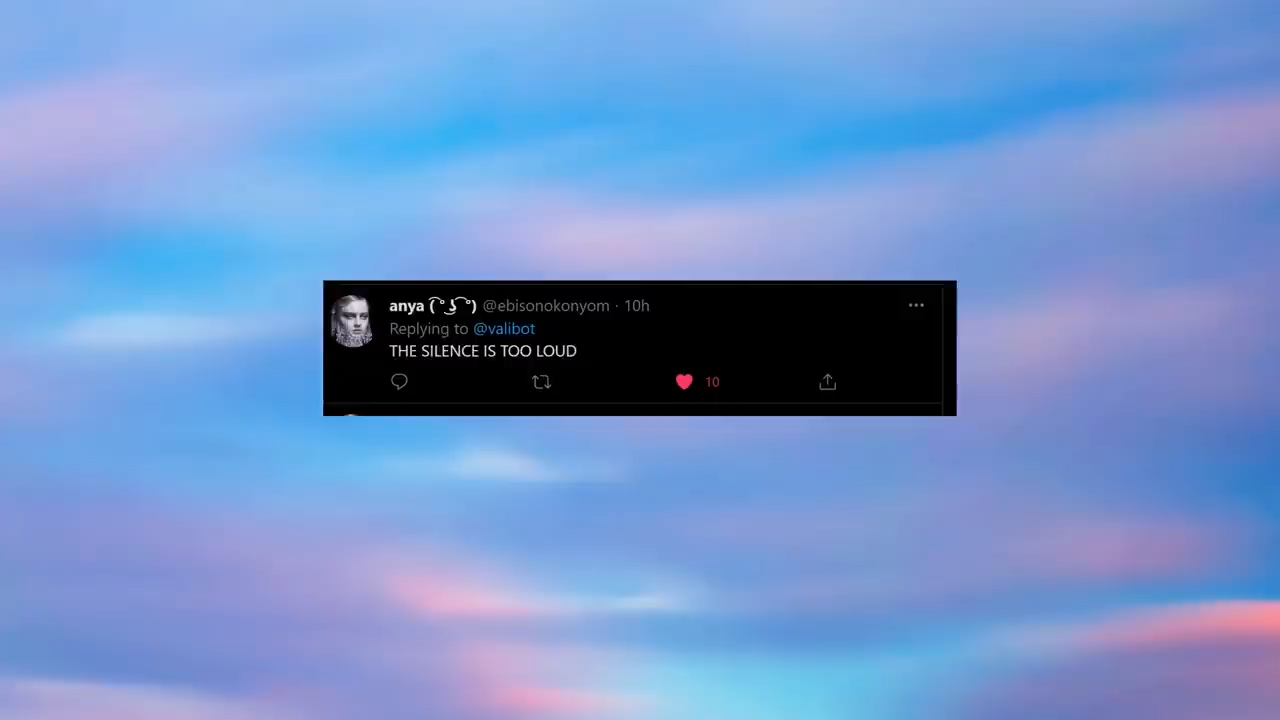 anya ( ͡° ͜ʖ ͡°) @ebisonokonyom · 10h
Replying to @valibot
THE SILENCE IS TOO LOUD
10